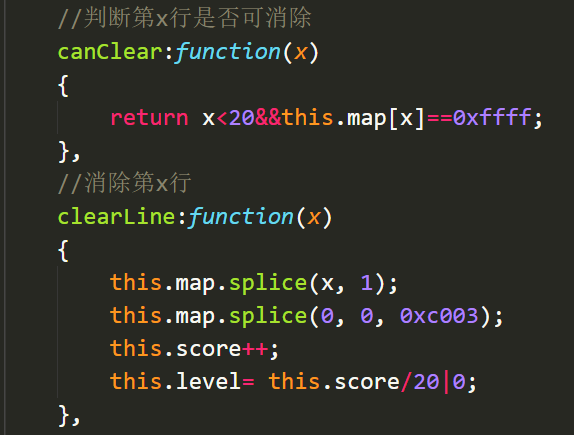 //判断第x行是否可消除
canClear:function(x)
{
    return x<20&&this.map[x]==0xffff;
},
//消除第x行
clearLine:function(x)
{
    this.map.splice(x, 1);
    this.map.splice(0, 0, 0xc003);
    this.score++;
    this.level= this.score/20|0;
},